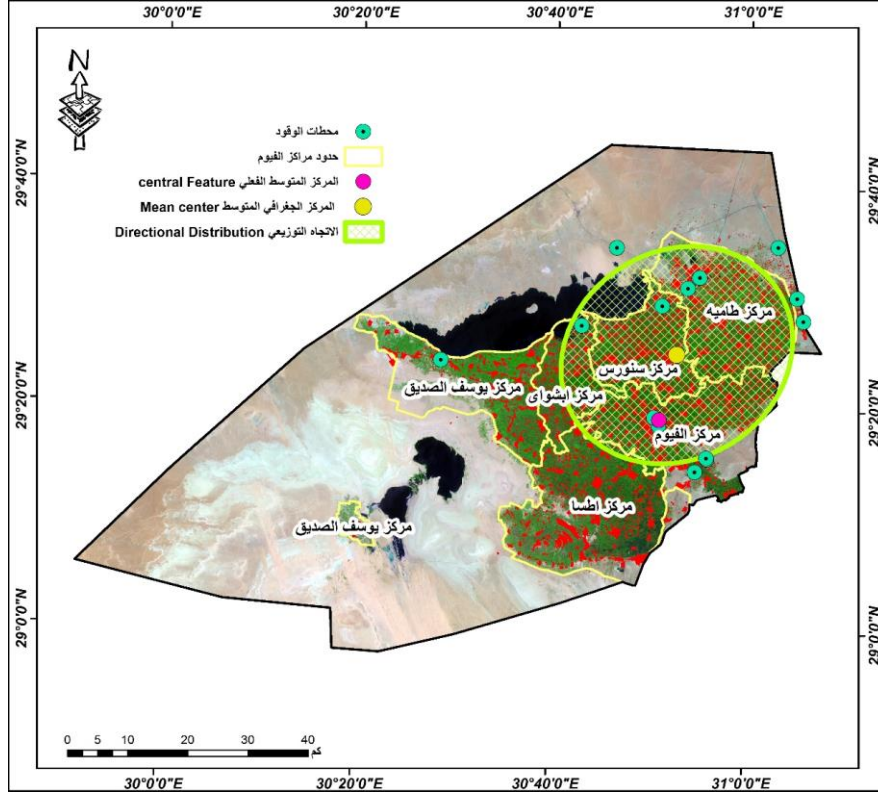 30°0'0"E 30°20'0"E 30°40'0"E 31°0'0"E
N
محطات الوقود
حدود مراكز الفيوم
المركز المتوسط الفعلي central Feature
المركز الجغرافي المتوسط Mean center
الاتجاه التوزيعي Directional Distribution
29°40'0"N
29°40'0"N
مركز طاميه
مركز سنورس
مركز يوسف الصديق
مركز ابشواى
29°20'0"N
29°20'0"N
مركز الفيوم
مركز اطسا
مركز يوسف الصديق
29°0'0"N
29°0'0"N
0 5 10 20 30 40
كم
30°0'0"E 30°20'0"E 30°40'0"E 31°0'0"E